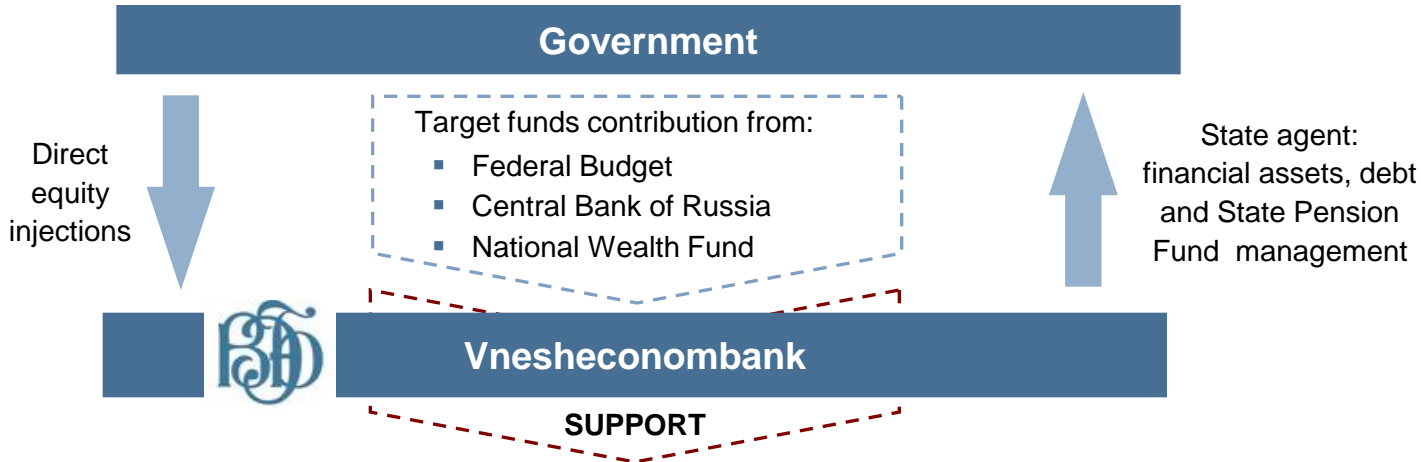 Government
Direct
equity
injections
Target funds contribution from:
▪ Federal Budget
▪ Central Bank of Russia
▪ National Wealth Fund
State agent:
financial assets, debt
and State Pension
Fund management
Vnesheconombank
SUPPORT